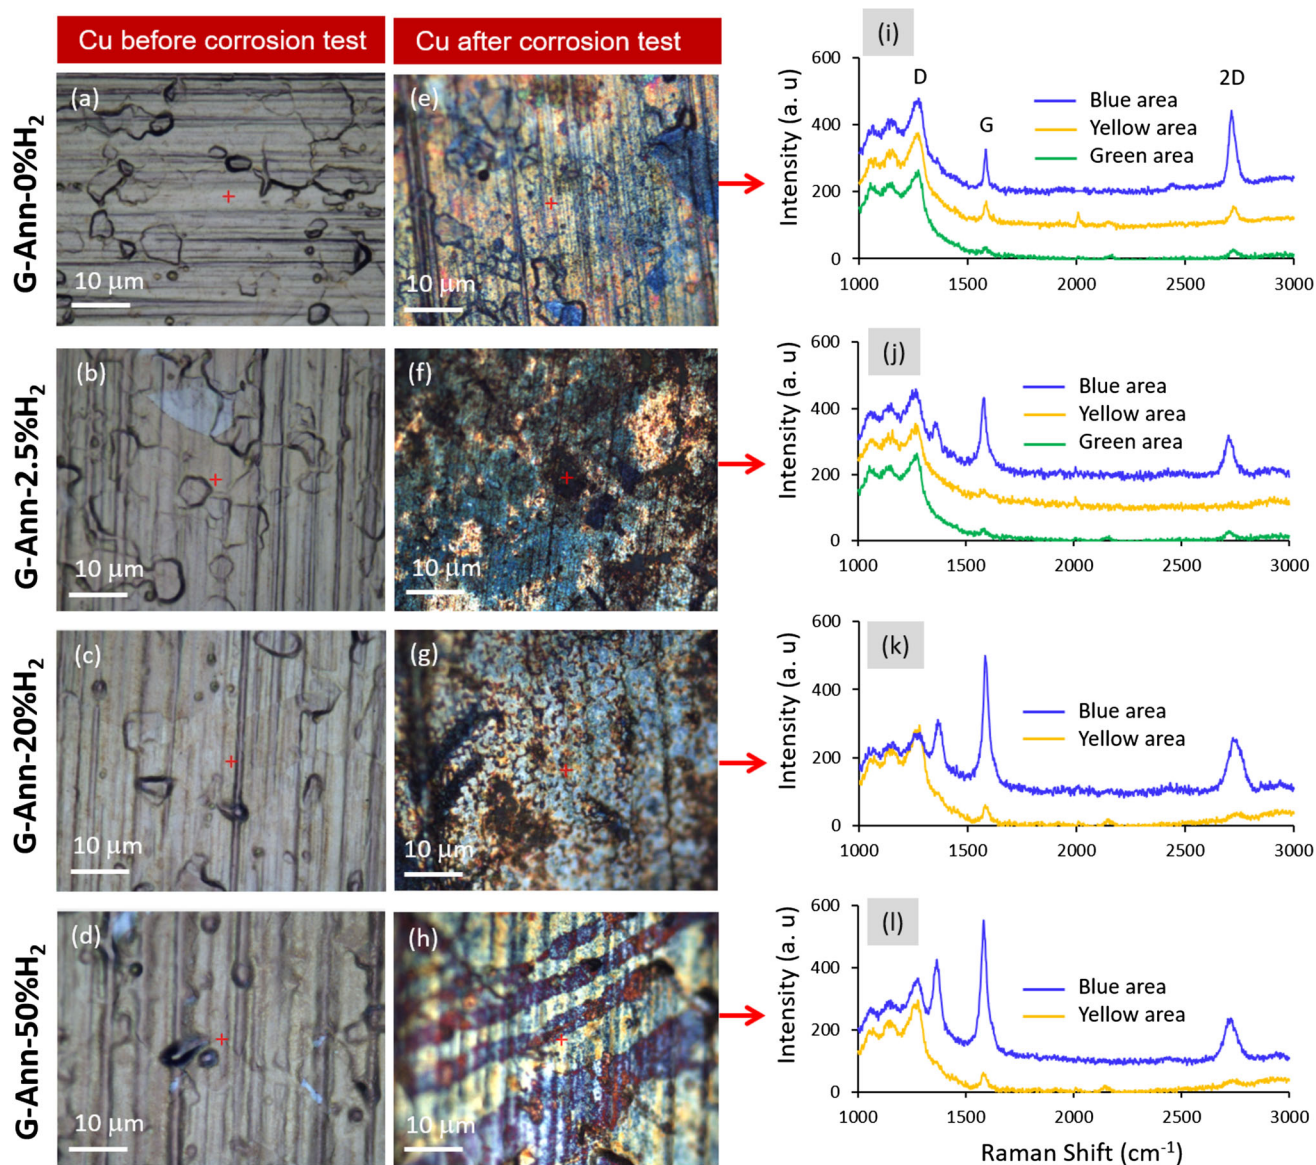 Cu before corrosion test
Cu after corrosion test
G-Ann-0%H₂
(a)
10 µm
(e)
10 µm
(i)
Intensity (a. u)
600
400
200
0
D
G
2D
Blue area
Yellow area
Green area
1000 1500 2000 2500 3000
G-Ann-2.5%H₂
(b)
10 µm
(f)
10 µm
(j)
Intensity (a. u)
600
400
200
0
Blue area
Yellow area
Green area
1000 1500 2000 2500 3000
G-Ann-20%H₂
(c)
10 µm
(g)
10 µm
(k)
Intensity (a. u)
600
400
200
0
Blue area
Yellow area
1000 1500 2000 2500 3000
G-Ann-50%H₂
(d)
10 µm
(h)
10 µm
(l)
Intensity (a. u)
600
400
200
0
Blue area
Yellow area
1000 1500 2000 2500 3000
Raman Shift (cm⁻¹)